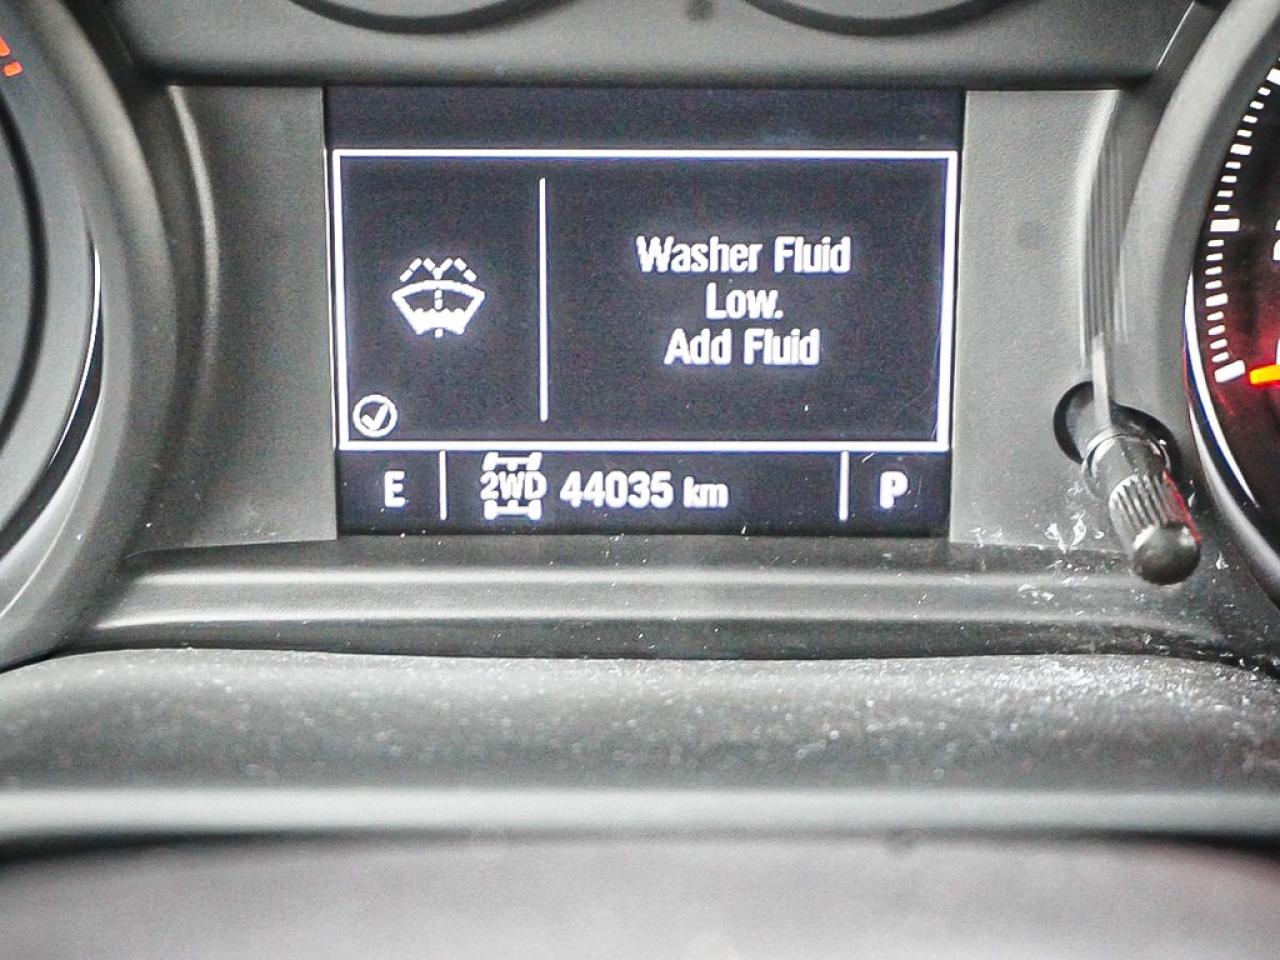 Washer Fluid
Low.
Add Fluid
E 2WD 44035 km P